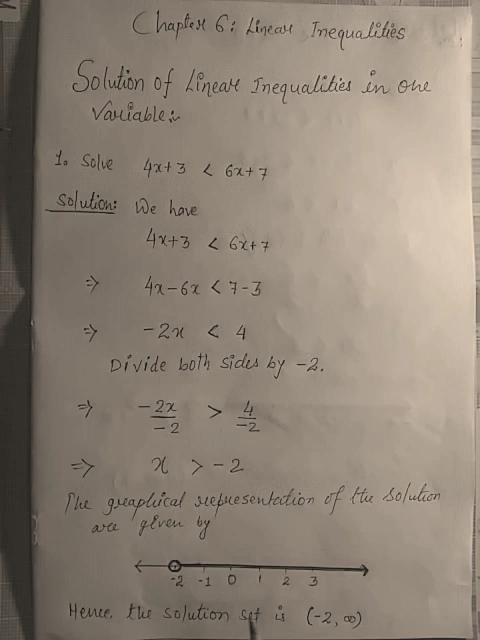 Chapter 6: Linear Inequalities
Solution of Linear Inequalities in one
Variable:-
1. Solve 4x+3 < 6x+7
Solution: We have
4x+3 < 6x+7
⇒ 4x-6x < 7-3
⇒ -2x < 4
Divide both sides by -2.
⇒ -2x/-2 > 4/-2
⇒ x > -2
The graphical representation of the solution
are given by
-2 -1 0 1 2 3
Hence, the solution set is (-2, ∞)